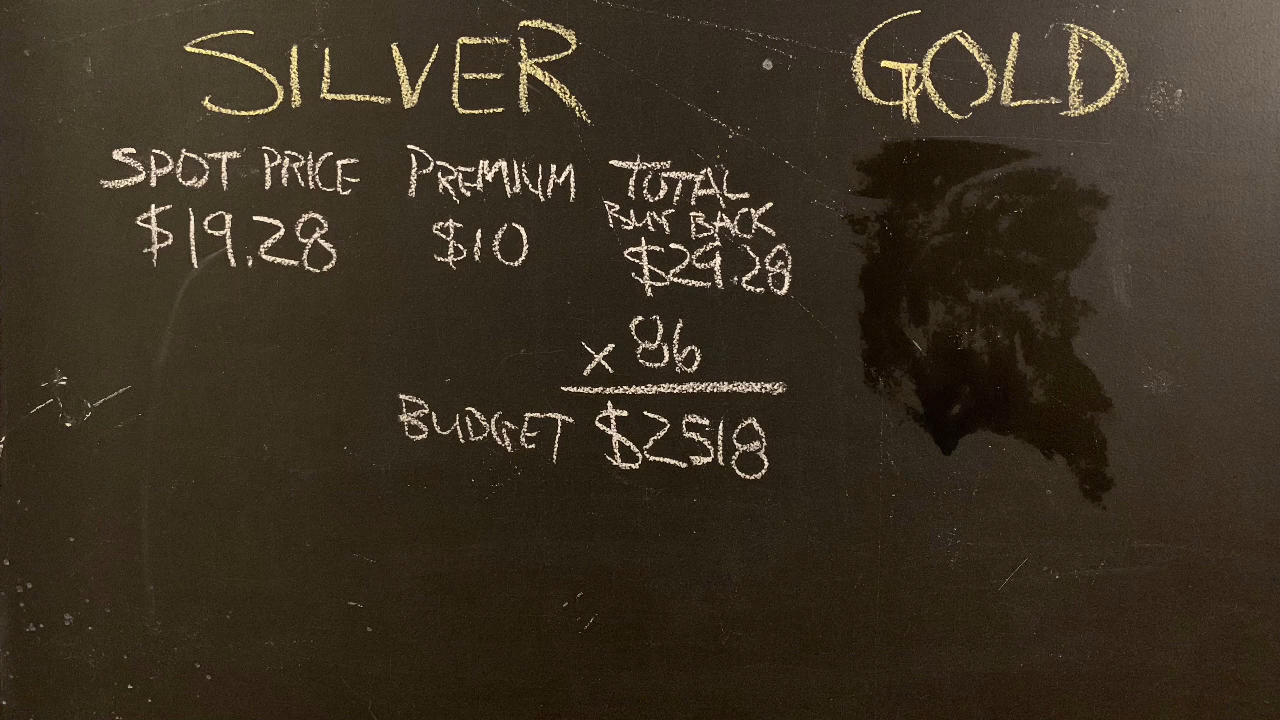 SILVER GOLD
SPOT PRICE PREMIUM TOTAL
BUY BACK
$19.28 $10 $29.28
x 86
BUDGET $2518